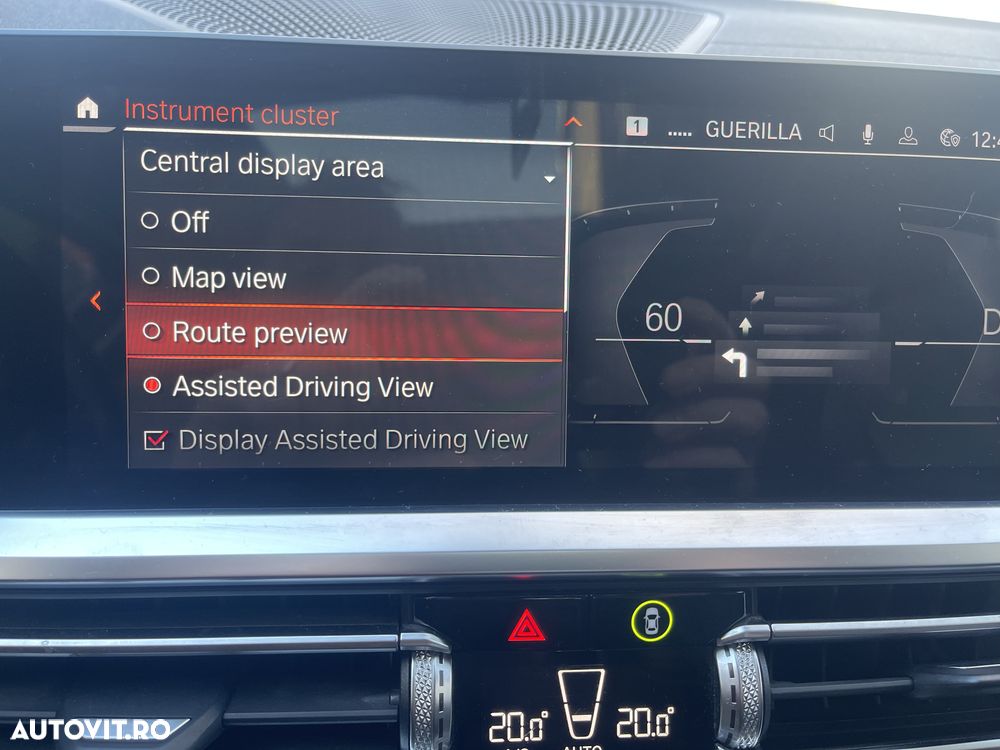 Instrument cluster
1 ..... GUERILLA
Central display area
Off
Map view
Route preview
Assisted Driving View
Display Assisted Driving View
60
D
20.0°
20.0°
AUTO
AUTOVIT.RO